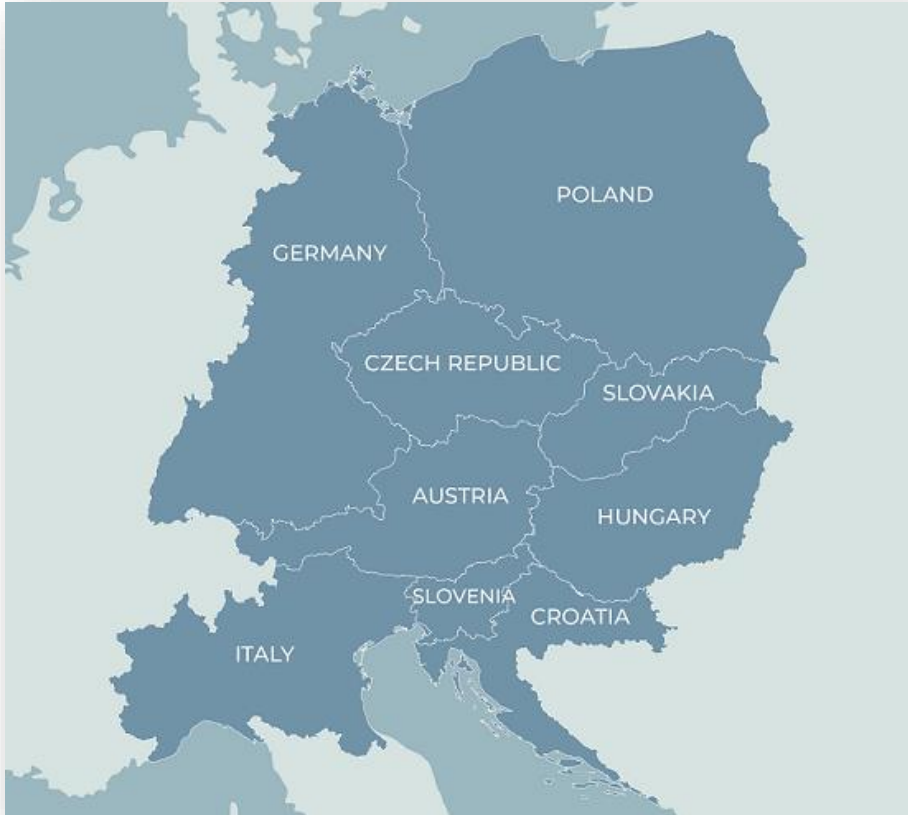 POLAND
GERMANY
CZECH REPUBLIC
SLOVAKIA
AUSTRIA
HUNGARY
SLOVENIA
CROATIA
ITALY